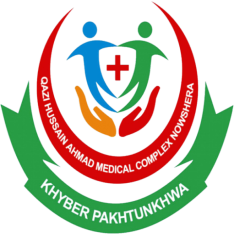 QAZI HUSSAIN AHMAD MEDICAL COMPLEX NOWSHERA
KHYBER PAKHTUNKHWA